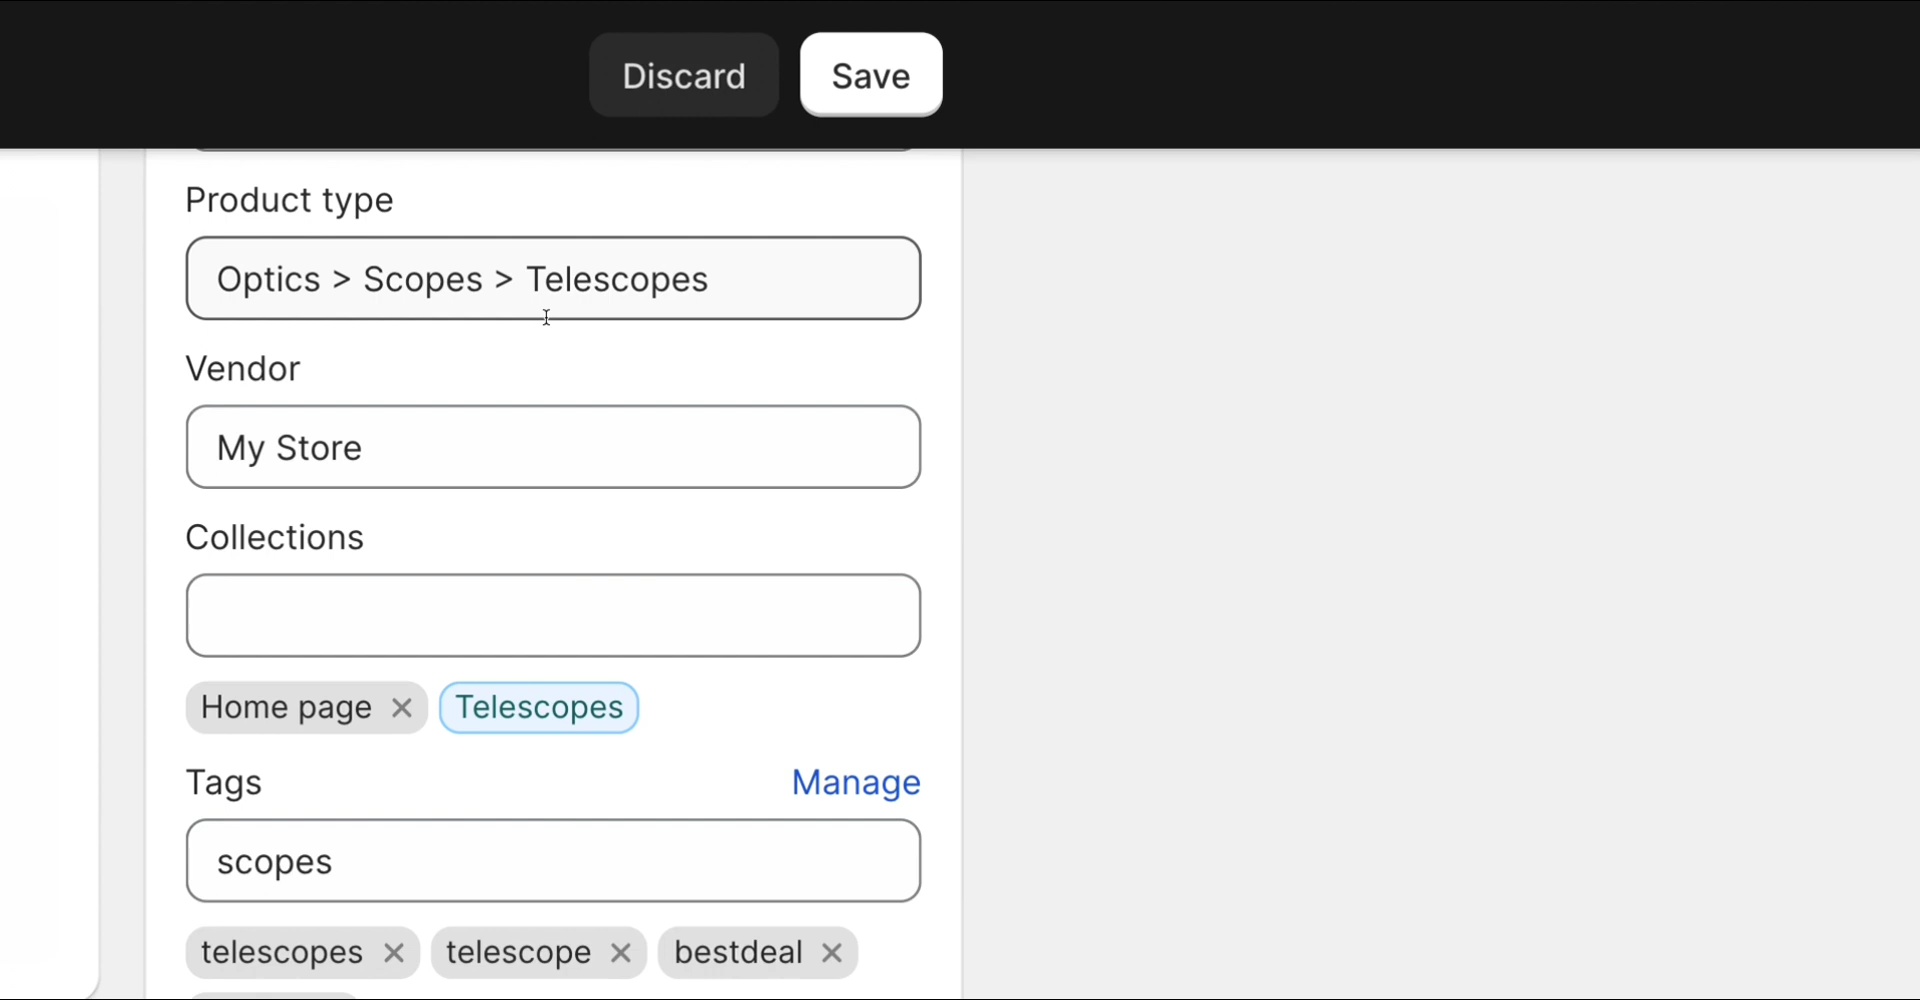 Discard Save
Product type
Optics > Scopes > Telescopes
Vendor
My Store
Collections
Home page Telescopes
Tags Manage
scopes
telescopes telescope bestdeal